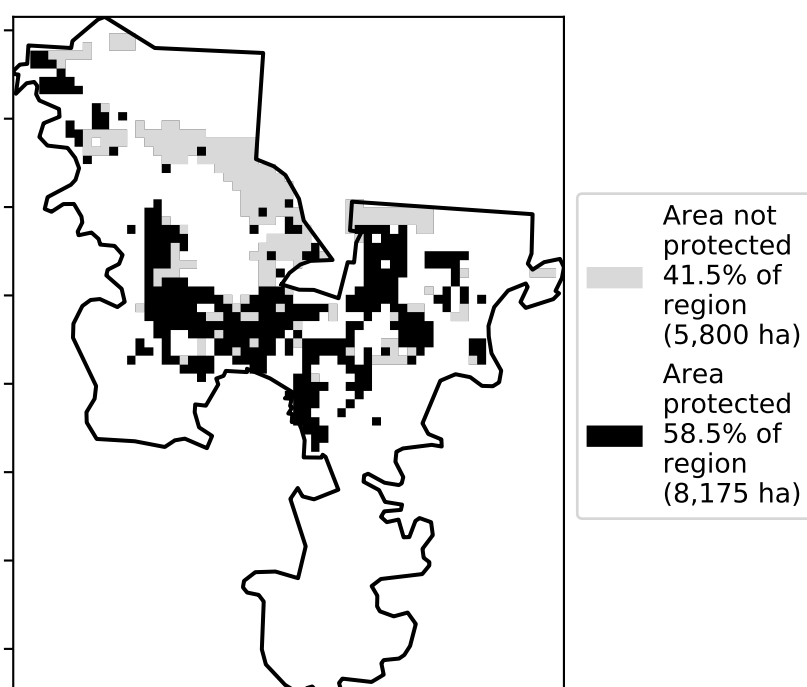 Area not
protected
41.5% of
region
(5,800 ha)
Area
protected
58.5% of
region
(8,175 ha)